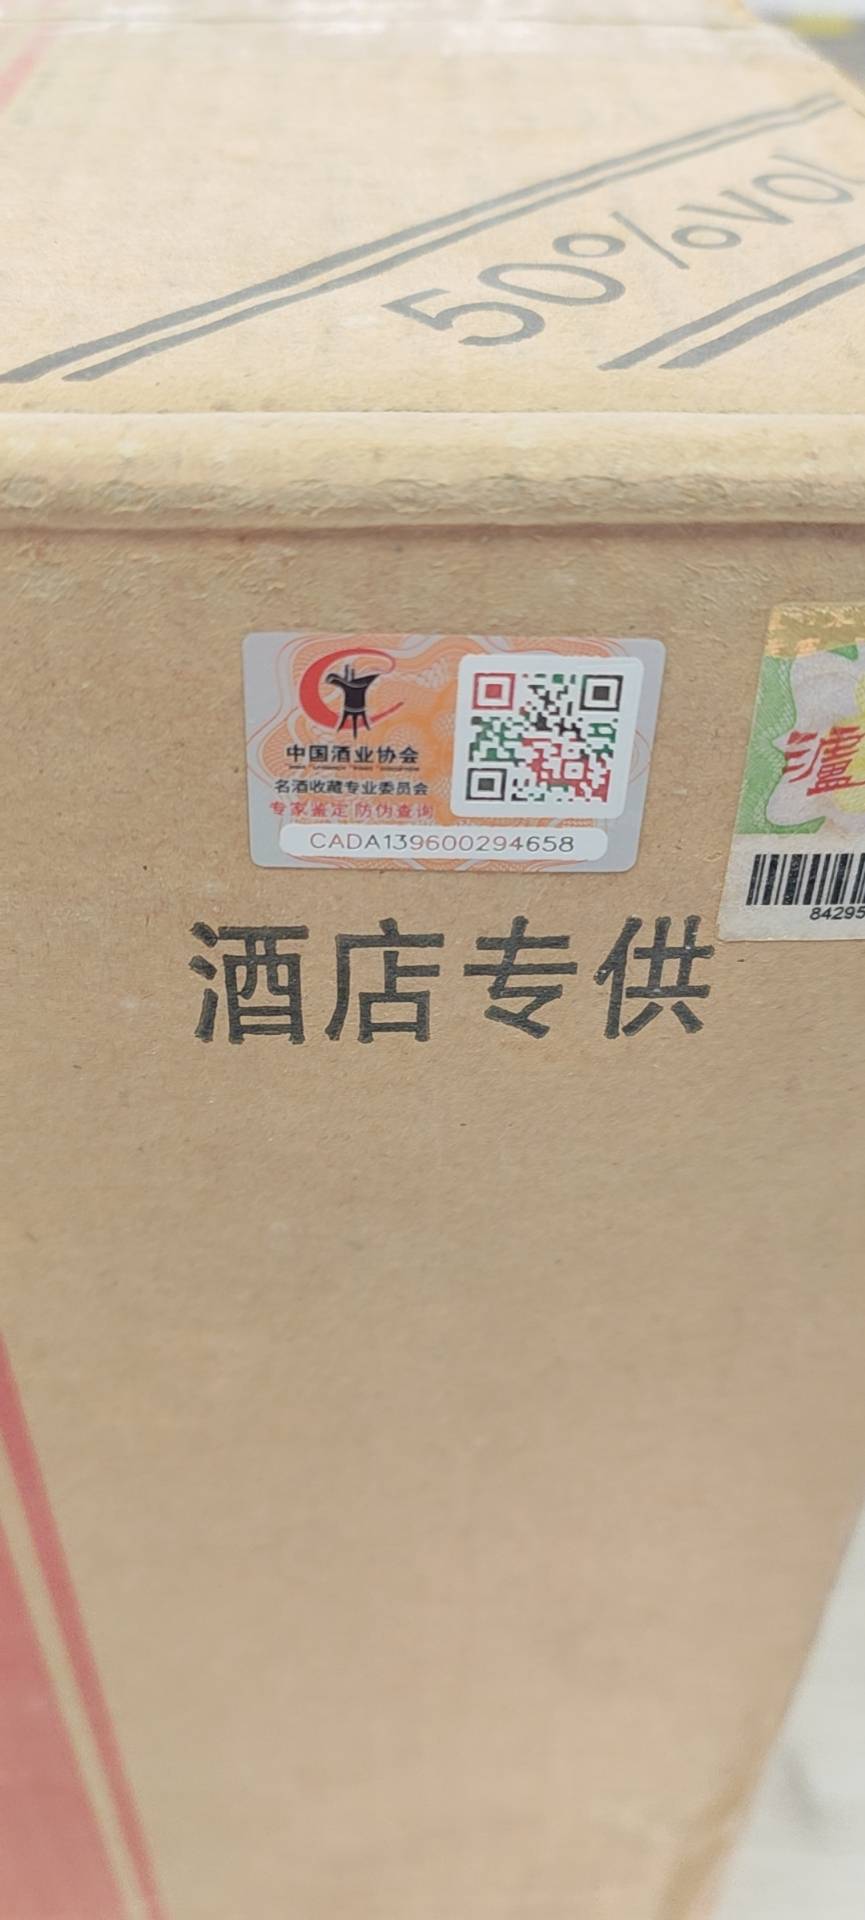 50%VOL
中国酒业协会
名酒收藏专业委员会
专家鉴定 防伪查询
CADA139600294658
瀘
84295
酒店专供